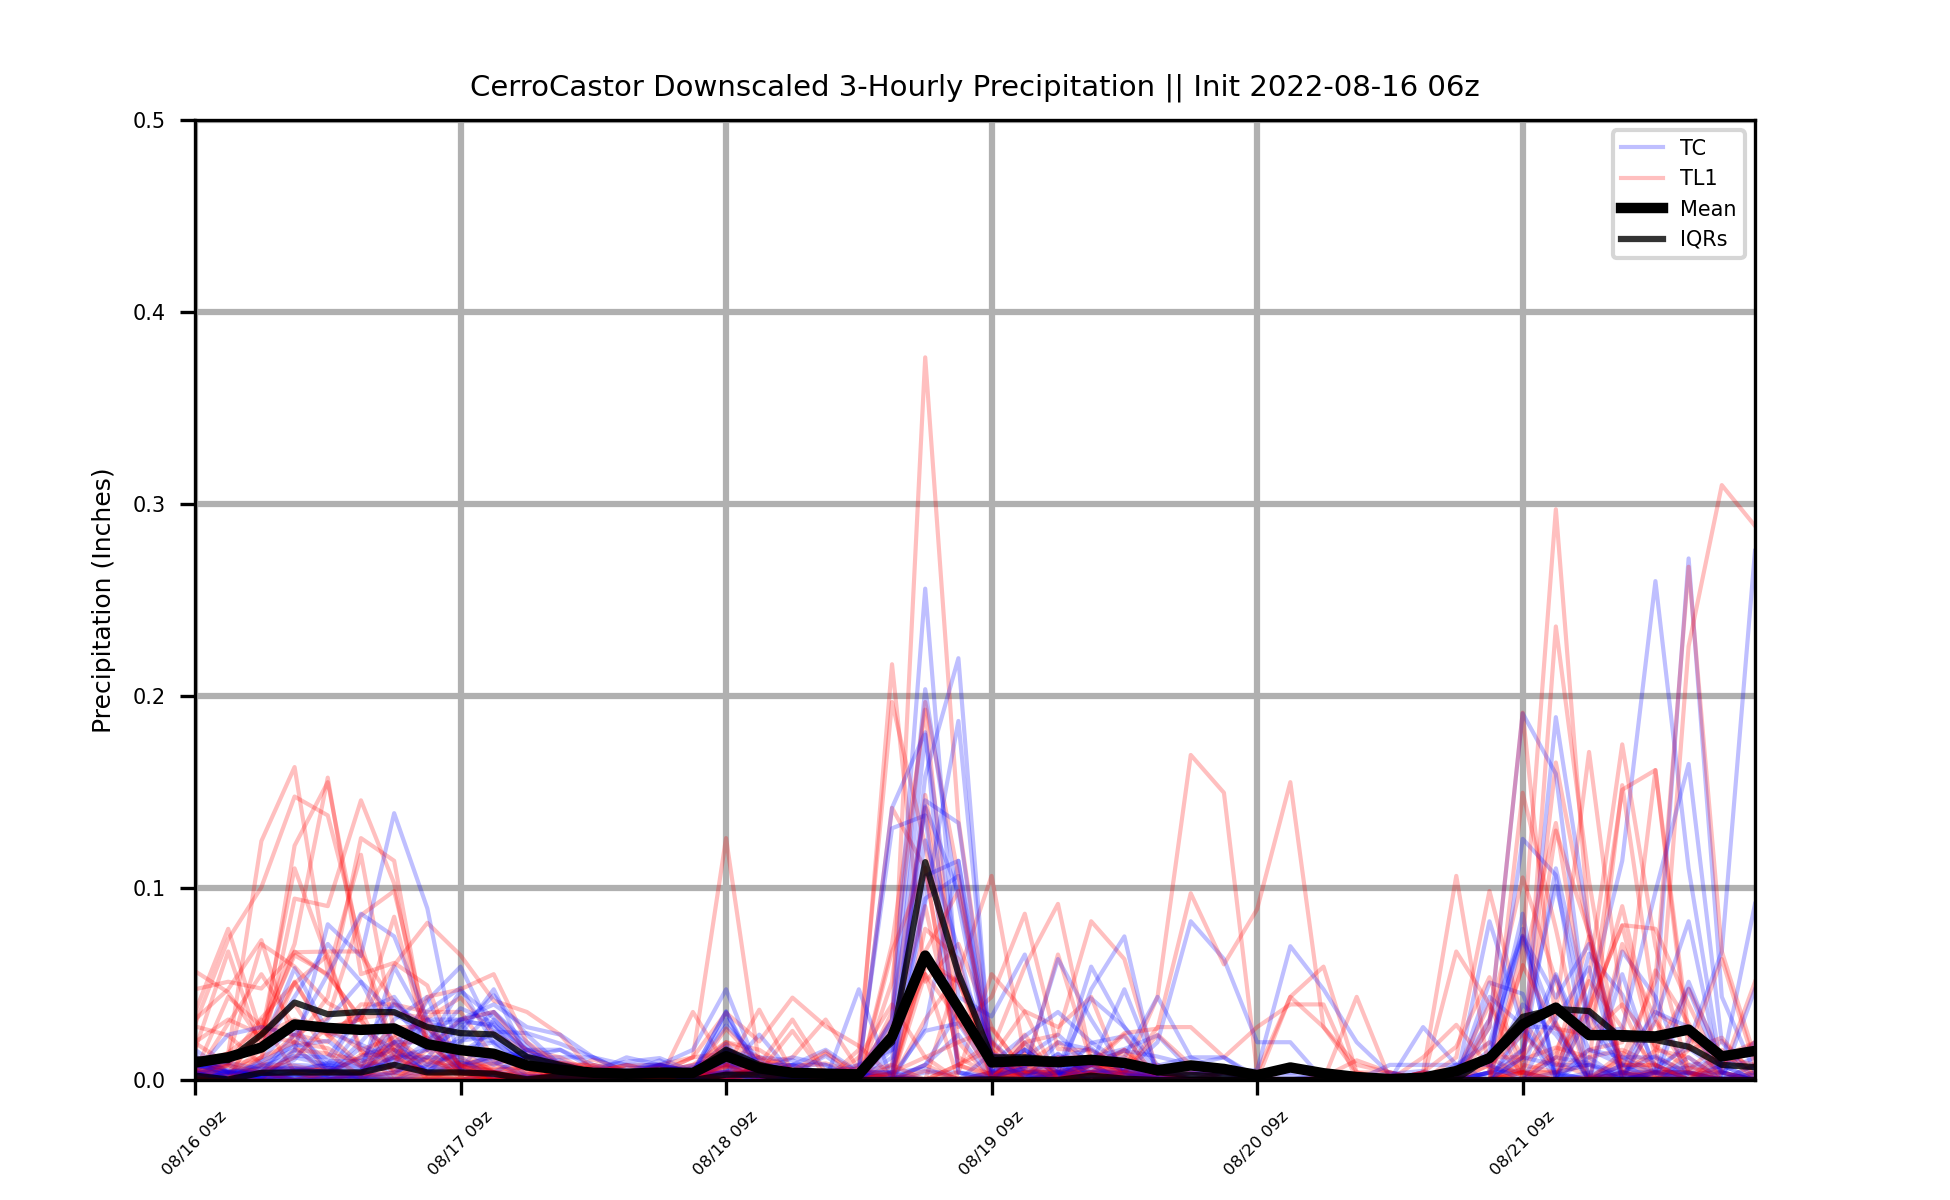 CerroCastor Downscaled 3-Hourly Precipitation || Init 2022-08-16 06z
0.5
0.4
0.3
0.2
0.1
0.0
Precipitation (Inches)
TC
TL1
Mean
IQRs
08/16 09z
08/17 09z
08/18 09z
08/19 09z
08/20 09z
08/21 09z